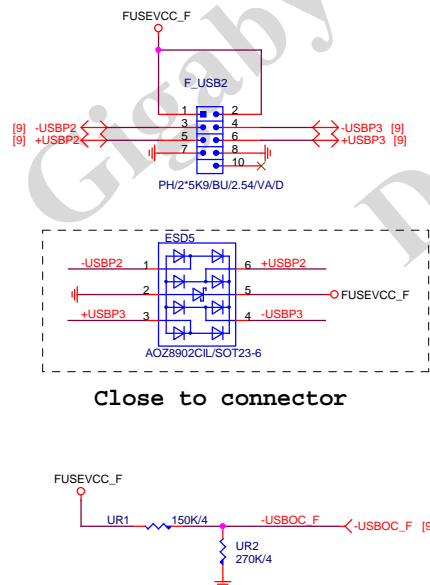 FUSEVCC_F
F_USB2
1 2
[9] -USBP2 3 4 -USBP3 [9]
[9] +USBP2 5 6 +USBP3 [9]
7 8
10
PH/2*5K9/BU/2.54/VA/D
ESD5
-USBP2 1 6 +USBP2
2 5 FUSEVCC_F
+USBP3 3 4 -USBP3
AOZ8902CIL/SOT23-6
Close to connector
FUSEVCC_F
UR1 150K/4 -USBOC_F -USBOC_F [9
UR2
270K/4
Gigaby
D